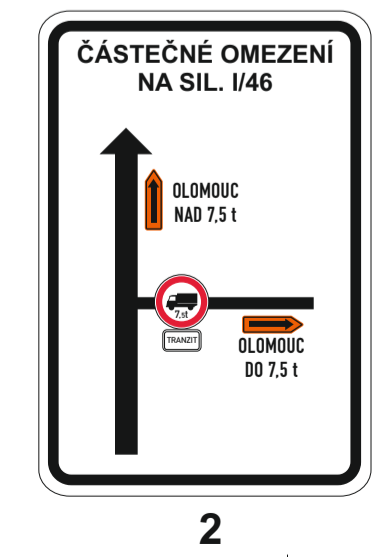 ČÁSTEČNÉ OMEZENÍ
NA SIL. I/46
OLOMOUC
NAD 7,5 t
7,5t
TRANZIT
OLOMOUC
DO 7,5 t
2